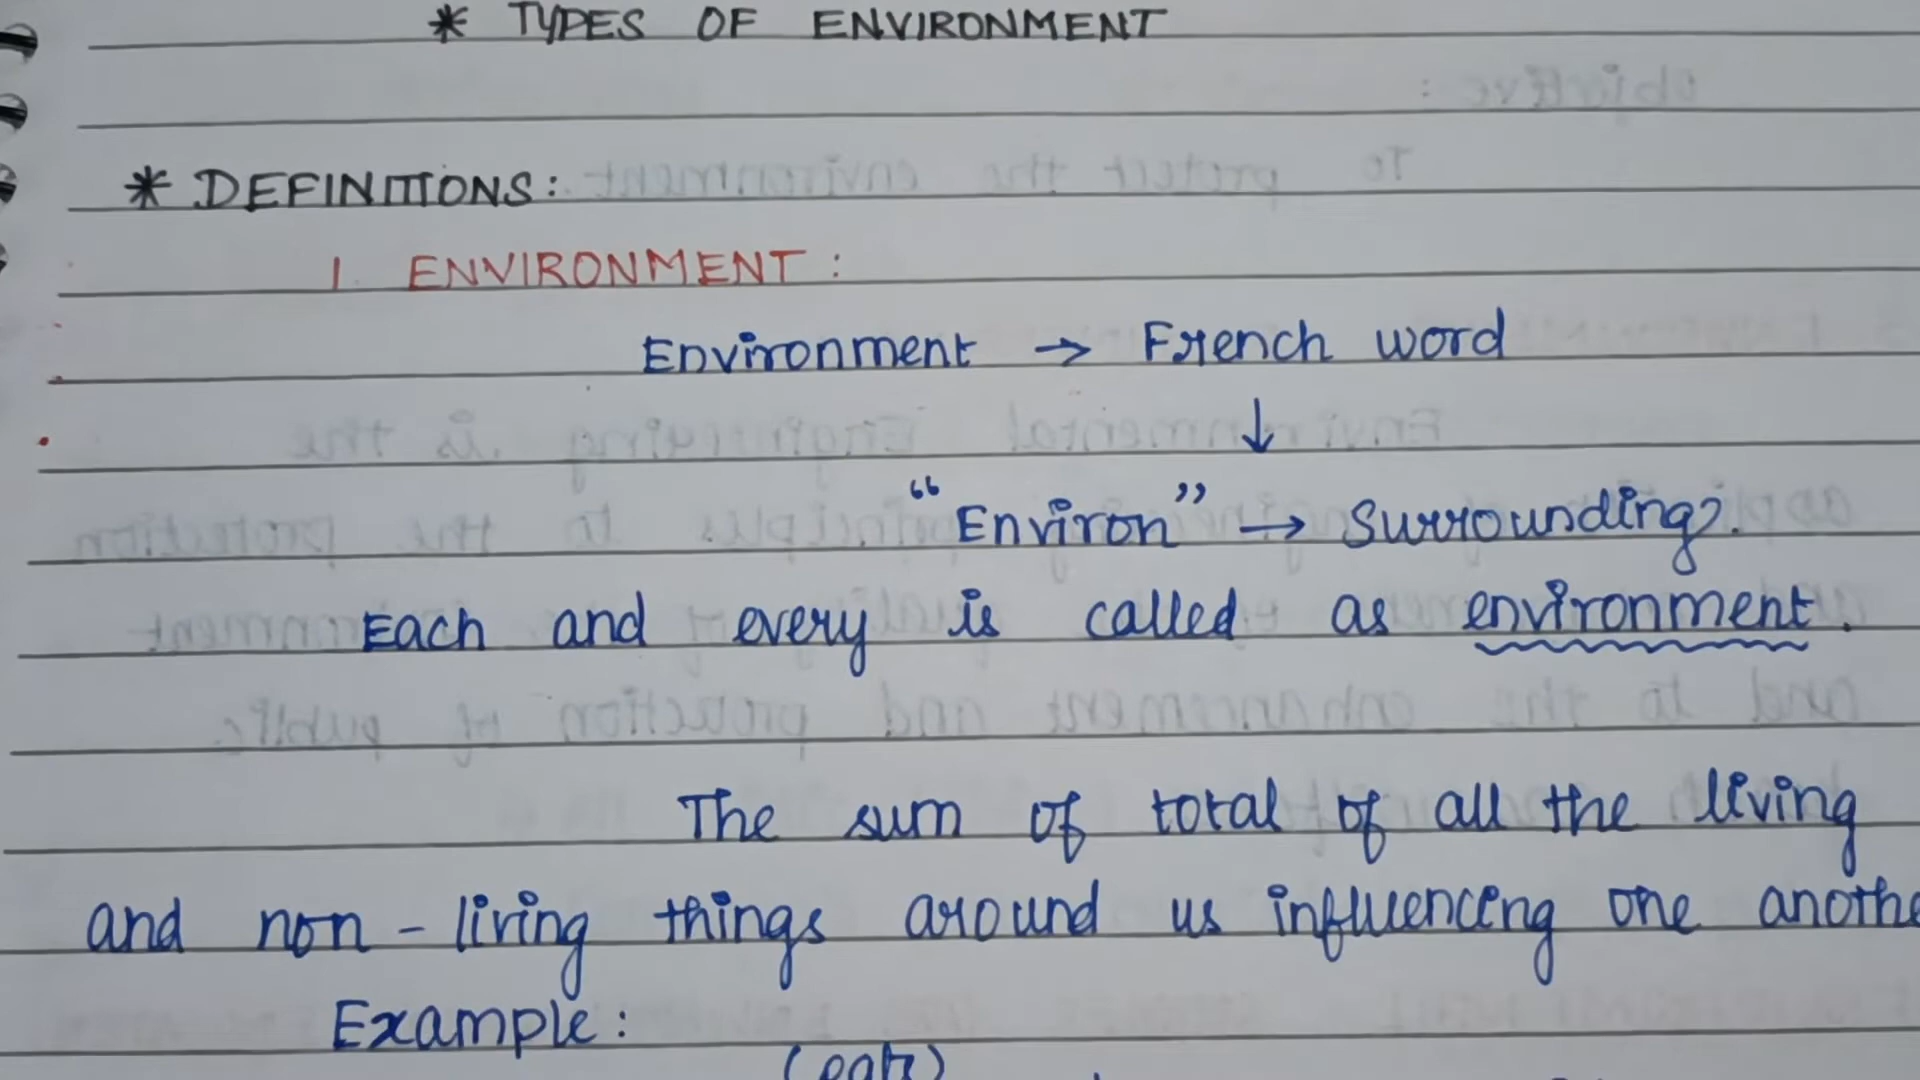 * TYPES OF ENVIRONMENT
* DEFINITIONS:
1. ENVIRONMENT:
Environment → French word
↓
"Environ" → Surroundings.
Each and every is called as environment.
The sum of total of all the living
and non-living things around us influencing one anothe
Example: